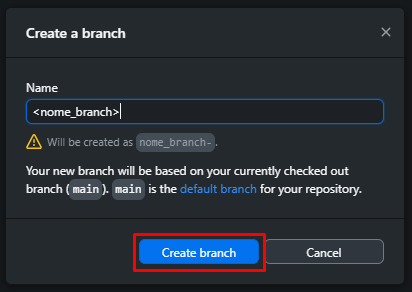 Create a branch
Name
<nome_branch>
Will be created as nome_branch-.
Your new branch will be based on your currently checked out
branch (main). main is the default branch for your repository.
Create branch
Cancel